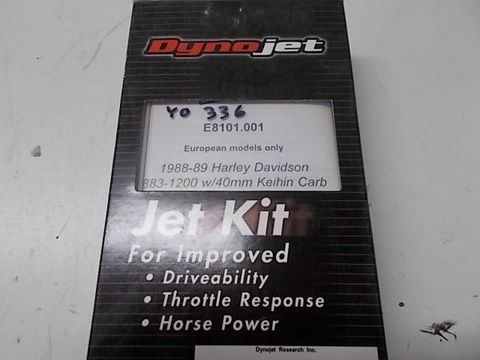 Dynojet
YO 336
E8101.001
European models only
1988-89 Harley Davidson
883-1200 w/40mm Keihin Carb
Jet Kit
For Improved
• Driveability
• Throttle Response
• Horse Power
Dynojet Research Inc.